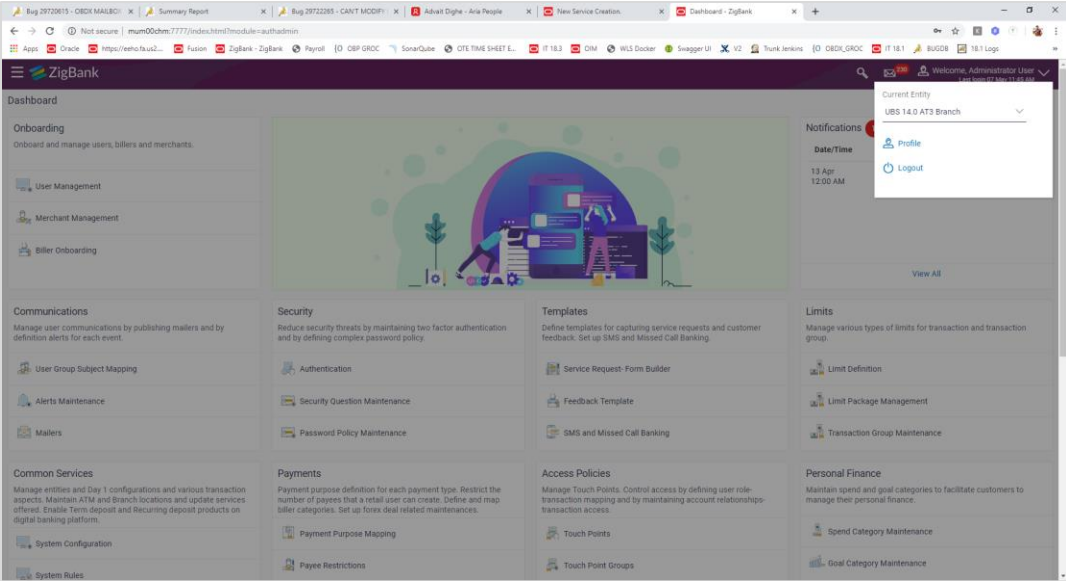 Bug 29720615 - OBDX MAILBOX
Summary Report
Bug 29722265 - CAN'T MODIFY
Advait Dighe - Aria People
New Service Creation.
Dashboard - ZigBank
Not secure | mum00chm:7777/index.html?module=authadmin
Apps
Oracle
https://eeho.fa.us2...
Fusion
ZigBank - ZigBank
Payroll
OBP GROC
SonarQube
OTE TIME SHEET E...
IT 18.3
OIM
WLS Docker
Swagger UI
V2
Trunk Jenkins
OBDX_GROC
IT 18.1
BUGDB
18.1 Logs
ZigBank
Welcome, Administrator User
Last login 07 May 11:45 AM
Dashboard
Current Entity
UBS 14.0 AT3 Branch
Profile
Logout
Onboarding
Onboard and manage users, billers and merchants.
User Management
Merchant Management
Biller Onboarding
Notifications
Date/Time
13 Apr
12:00 AM
View All
Communications
Manage user communications by publishing mailers and by
definition alerts for each event.
User Group Subject Mapping
Alerts Maintenance
Mailers
Security
Reduce security threats by maintaining two factor authentication
and by defining complex password policy.
Authentication
Security Question Maintenance
Password Policy Maintenance
Templates
Define templates for capturing service requests and customer
feedback. Set up SMS and Missed Call Banking.
Service Request- Form Builder
Feedback Template
SMS and Missed Call Banking
Limits
Manage various types of limits for transaction and transaction
group.
Limit Definition
Limit Package Management
Transaction Group Maintenance
Common Services
Manage entities and Day 1 configurations and various transaction
aspects. Maintain ATM and Branch locations and update services
offered. Enable Term deposit and Recurring deposit products on
digital banking platform.
System Configuration
System Rules
Payments
Payment purpose definition for each payment type. Restrict the
number of payees that a retail user can create. Define and map
biller categories. Set up forex deal related maintenances.
Payment Purpose Mapping
Payee Restrictions
Access Policies
Manage Touch Points. Control access by defining user role-
transaction mapping and by maintaining account relationships-
transaction access.
Touch Points
Touch Point Groups
Personal Finance
Maintain spend and goal categories to facilitate customers to
manage their personal finance.
Spend Category Maintenance
Goal Category Maintenance